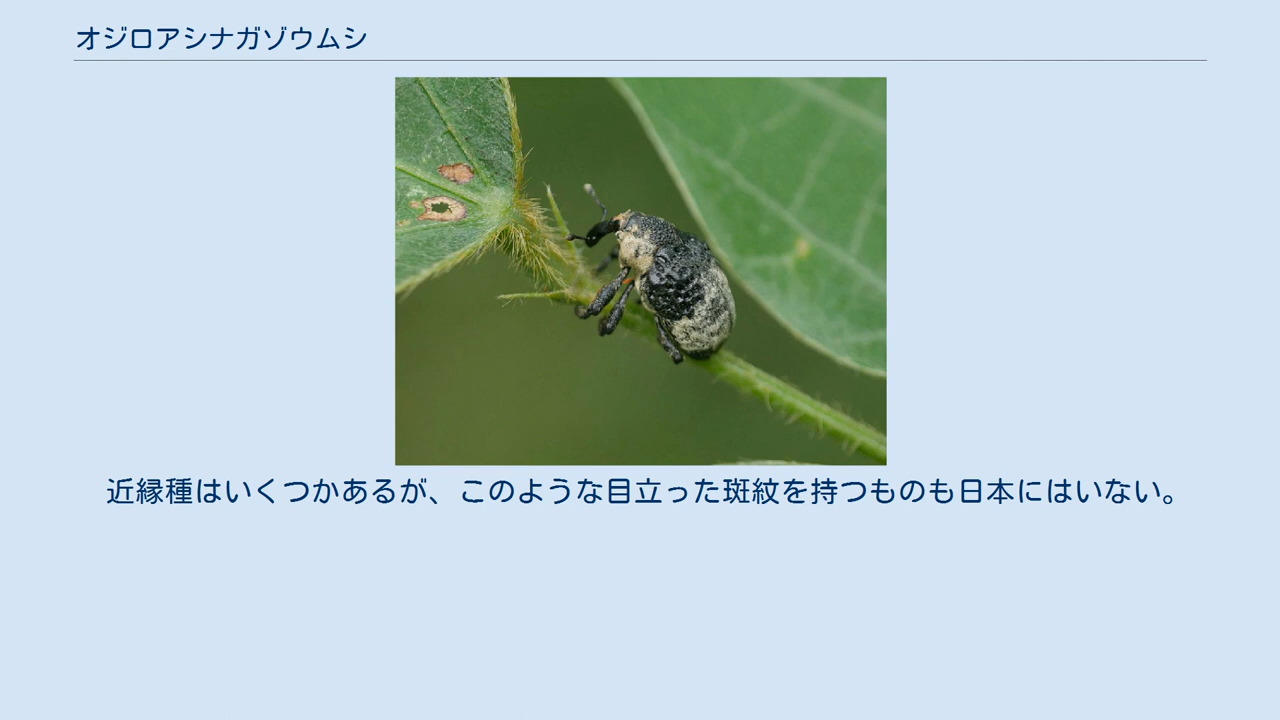 オジロアシナガゾウムシ
近縁種はいくつかあるが、このような目立った斑紋を持つものも日本にはいない。